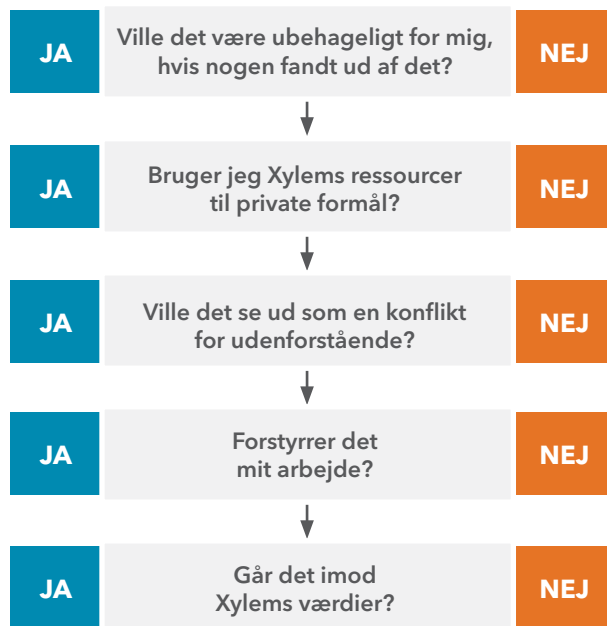 JA
Ville det være ubehageligt for mig,
hvis nogen fandt ud af det?
NEJ
JA
Bruger jeg Xylems ressourcer
til private formål?
NEJ
JA
Ville det se ud som en konflikt
for udenforstående?
NEJ
JA
Forstyrrer det
mit arbejde?
NEJ
JA
Går det imod
Xylems værdier?
NEJ